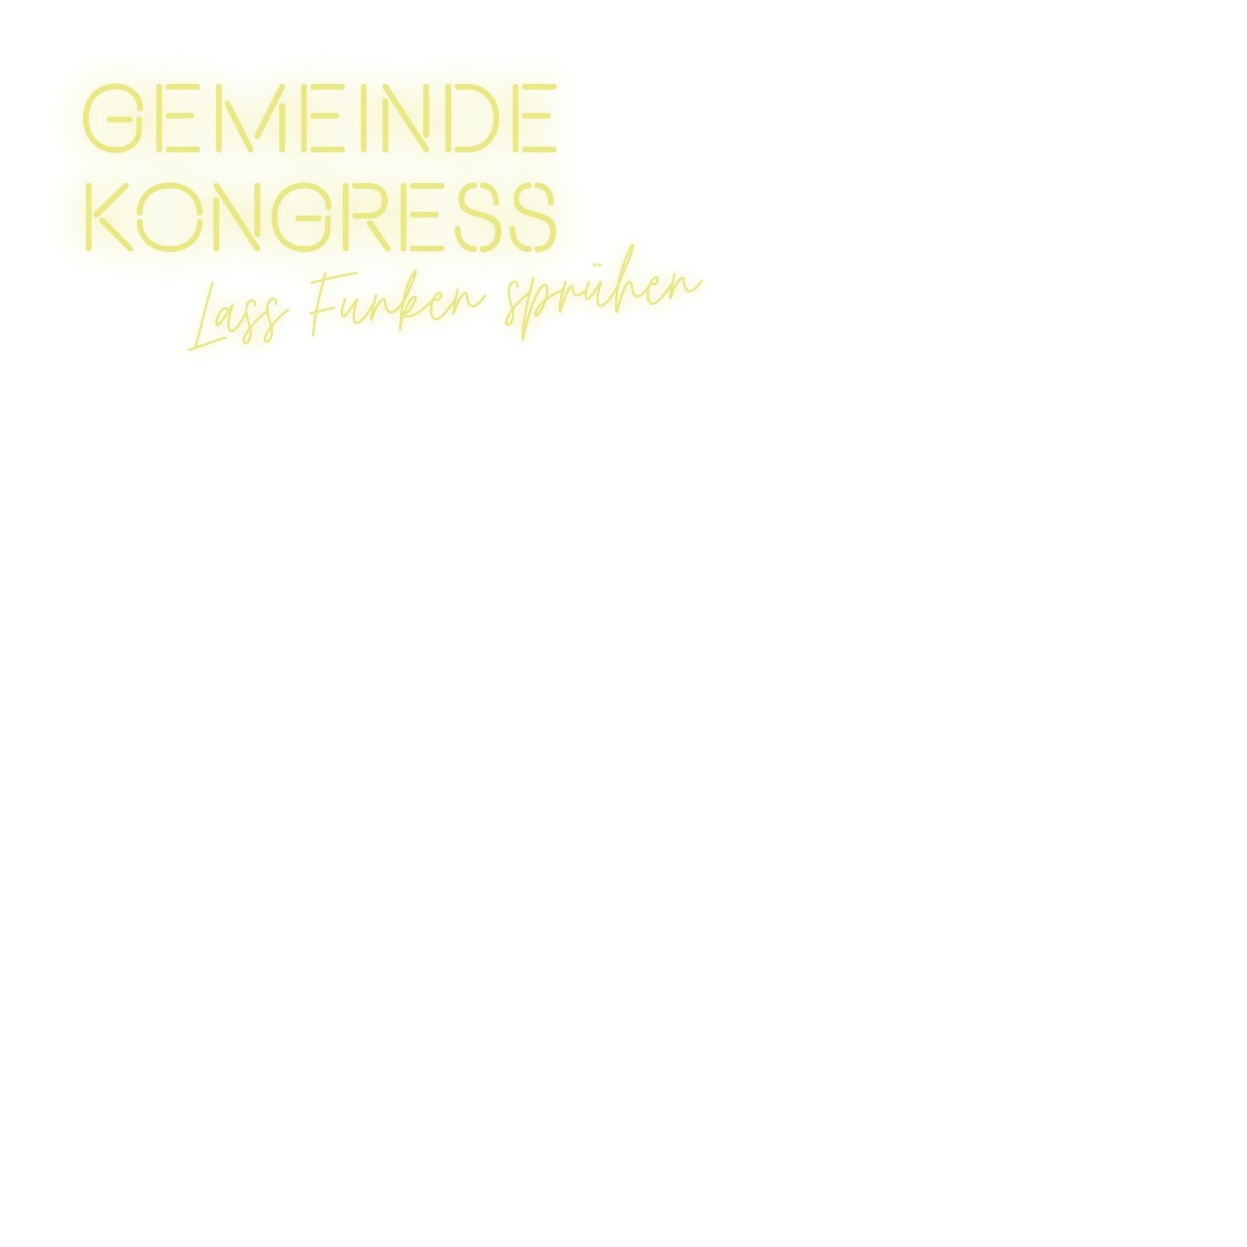 GEMEINDE
KONGRESS
Lass Funken sprühen